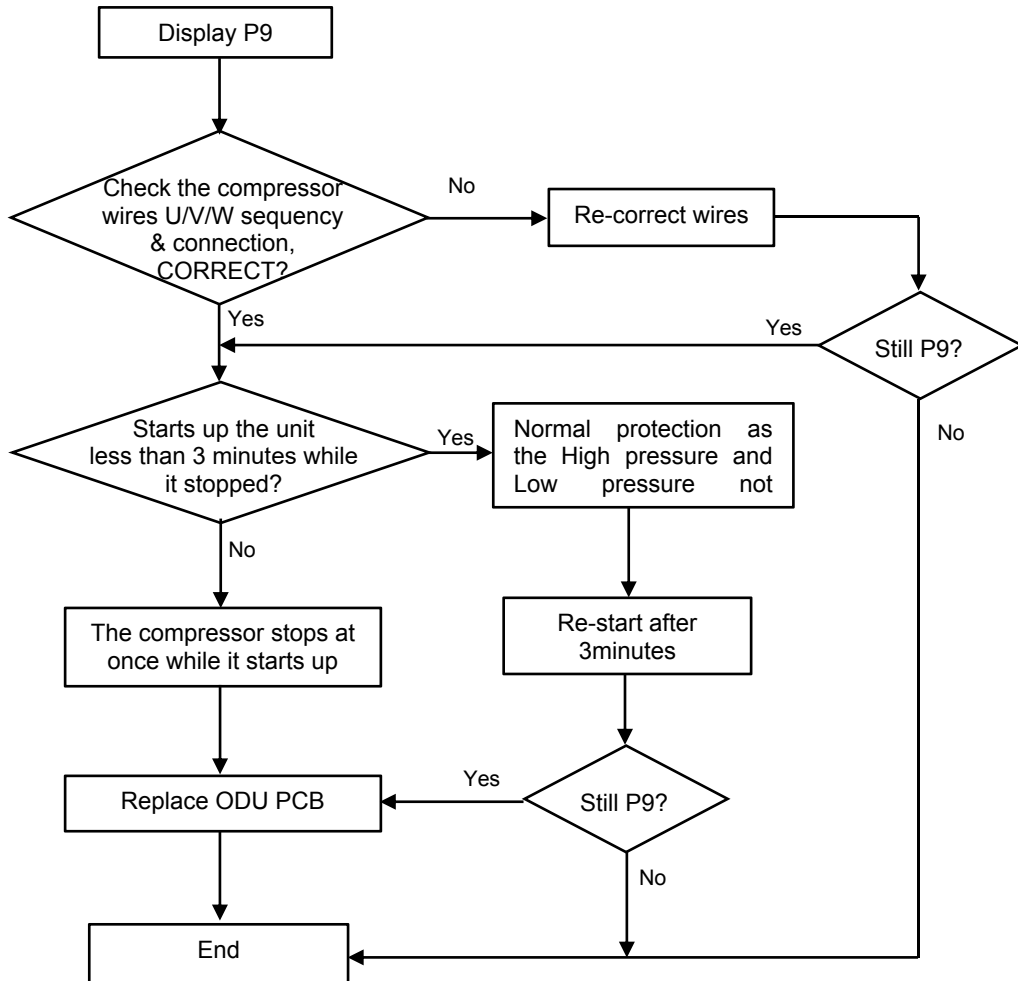 Display P9
Check the compressor
wires U/V/W sequency
& connection,
CORRECT?
No
Re-correct wires
Yes
Yes
Still P9?
No
Starts up the unit
less than 3 minutes while
it stopped?
Yes
Normal protection as
the High pressure and
Low pressure not
No
The compressor stops at
once while it starts up
Re-start after
3minutes
Replace ODU PCB
Yes
Still P9?
No
End